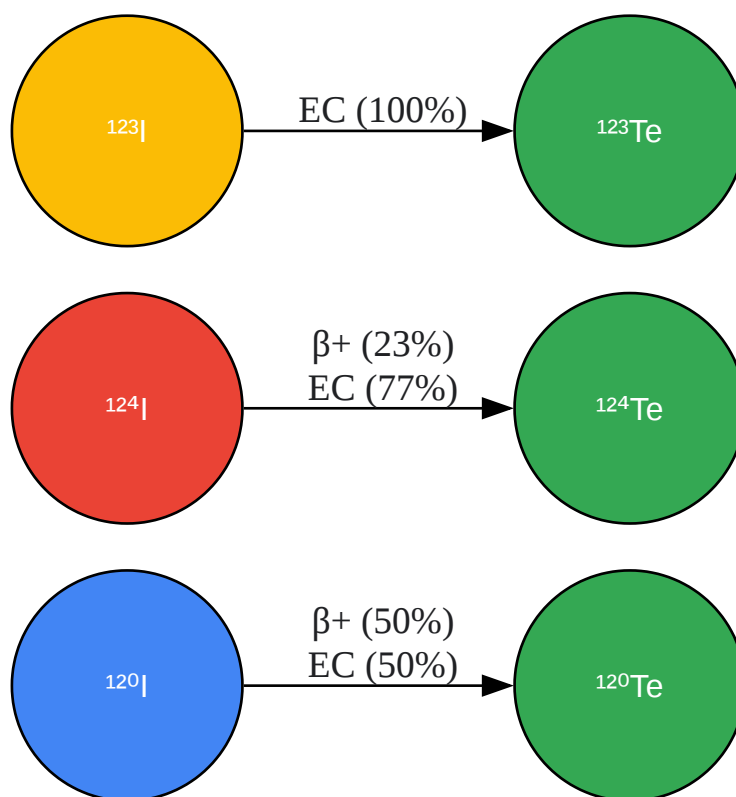 ¹²³I
EC (100%)
¹²³Te
¹²⁴I
β+ (23%)
EC (77%)
¹²⁴Te
¹²⁰I
β+ (50%)
EC (50%)
¹²⁰Te